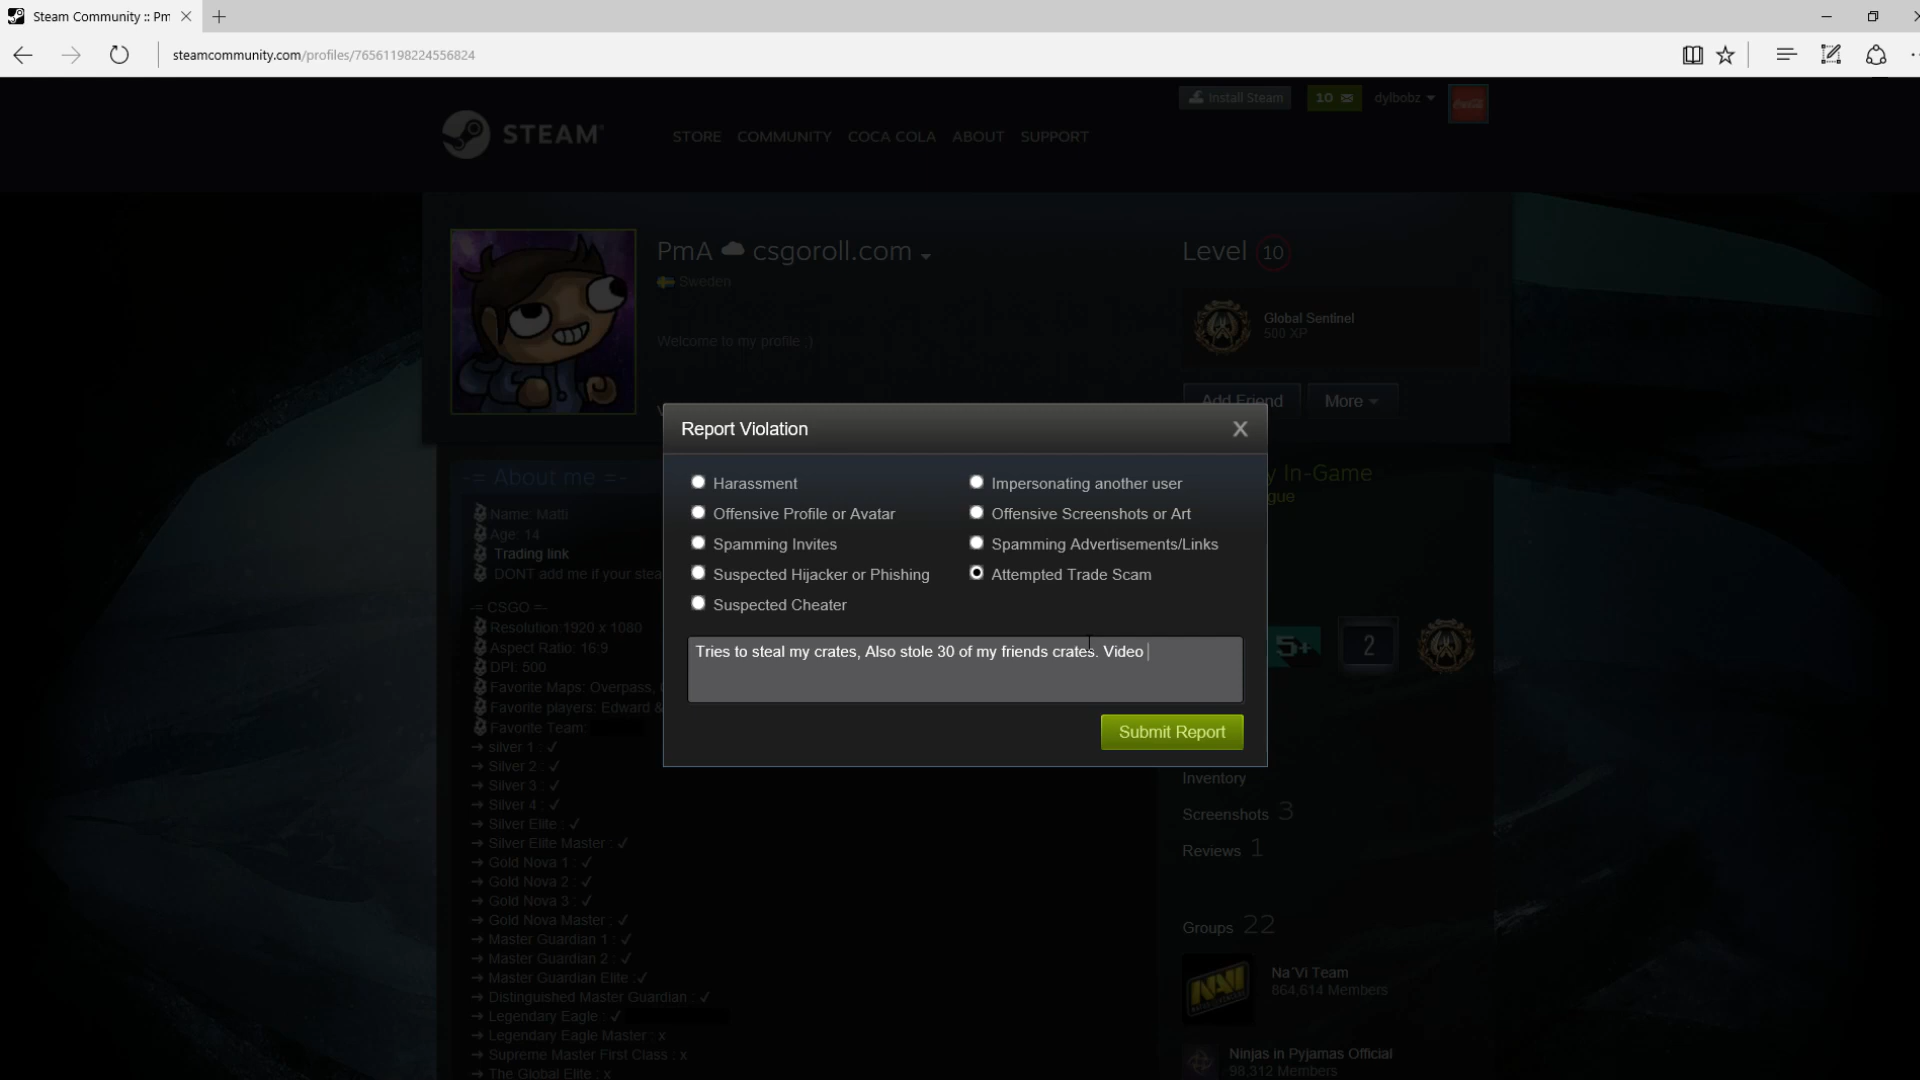 Steam Community :: Pm
steamcommunity.com/profiles/76561198224556824
Install Steam
10
dylbobz
STEAM®
STORE COMMUNITY COCA COLA ABOUT SUPPORT
PmA csgoroll.com
Sweden
Welcome to my profile :)
Level 10
Global Sentinel
500 XP
Add Friend
More
Report Violation
X
Harassment
Impersonating another user
Offensive Profile or Avatar
Offensive Screenshots or Art
Spamming Invites
Spamming Advertisements/Links
Suspected Hijacker or Phishing
Attempted Trade Scam
Suspected Cheater
Tries to steal my crates, Also stole 30 of my friends crates. Video
Submit Report
-= About me =-
Name: Matti
Age: 14
Trading link
DONT add me if your stea
-= CSGO =-
Resolution:1920 x 1080
Aspect Ratio: 16:9
DPI: 500
Favorite Maps: Overpass,
Favorite players: Edward &
Favorite Team:
→ silver 1 : ✓
→ Silver 2 : ✓
→ Silver 3 : ✓
→ Silver 4 : ✓
→ Silver Elite : ✓
→ Silver Elite Master : ✓
→ Gold Nova 1 : ✓
→ Gold Nova 2 : ✓
→ Gold Nova 3 : ✓
→ Gold Nova Master : ✓
→ Master Guardian 1 : ✓
→ Master Guardian 2 : ✓
→ Master Guardian Elite : ✓
→ Distinguished Master Guardian : ✓
→ Legendary Eagle : ✓
→ Legendary Eagle Master : x
→ Supreme Master First Class : x
→ The Global Elite : x
y In-Game
gue
5+
2
Inventory
Screenshots 3
Reviews 1
Groups 22
NAVI
Na`Vi Team
864,614 Members
Ninjas in Pyjamas Official
98,312 Members